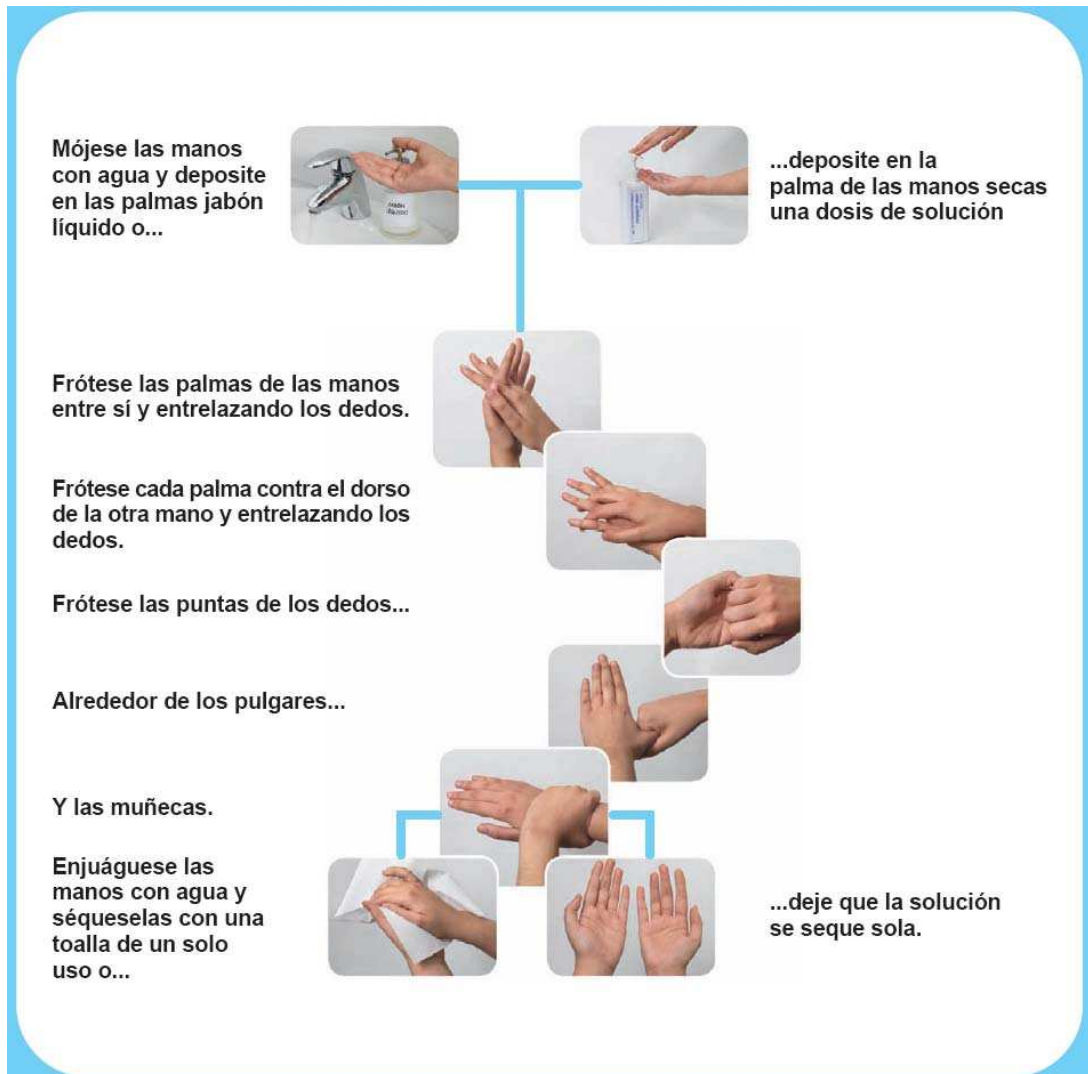 Mójese las manos
con agua y deposite
en las palmas jabón
líquido o...
...deposite en la
palma de las manos secas
una dosis de solución
Frótese las palmas de las manos
entre sí y entrelazando los dedos.
Frótese cada palma contra el dorso
de la otra mano y entrelazando los
dedos.
Frótese las puntas de los dedos...
Alrededor de los pulgares...
Y las muñecas.
Enjuáguese las
manos con agua y
séqueselas con una
toalla de un solo
uso o...
...deje que la solución
se seque sola.